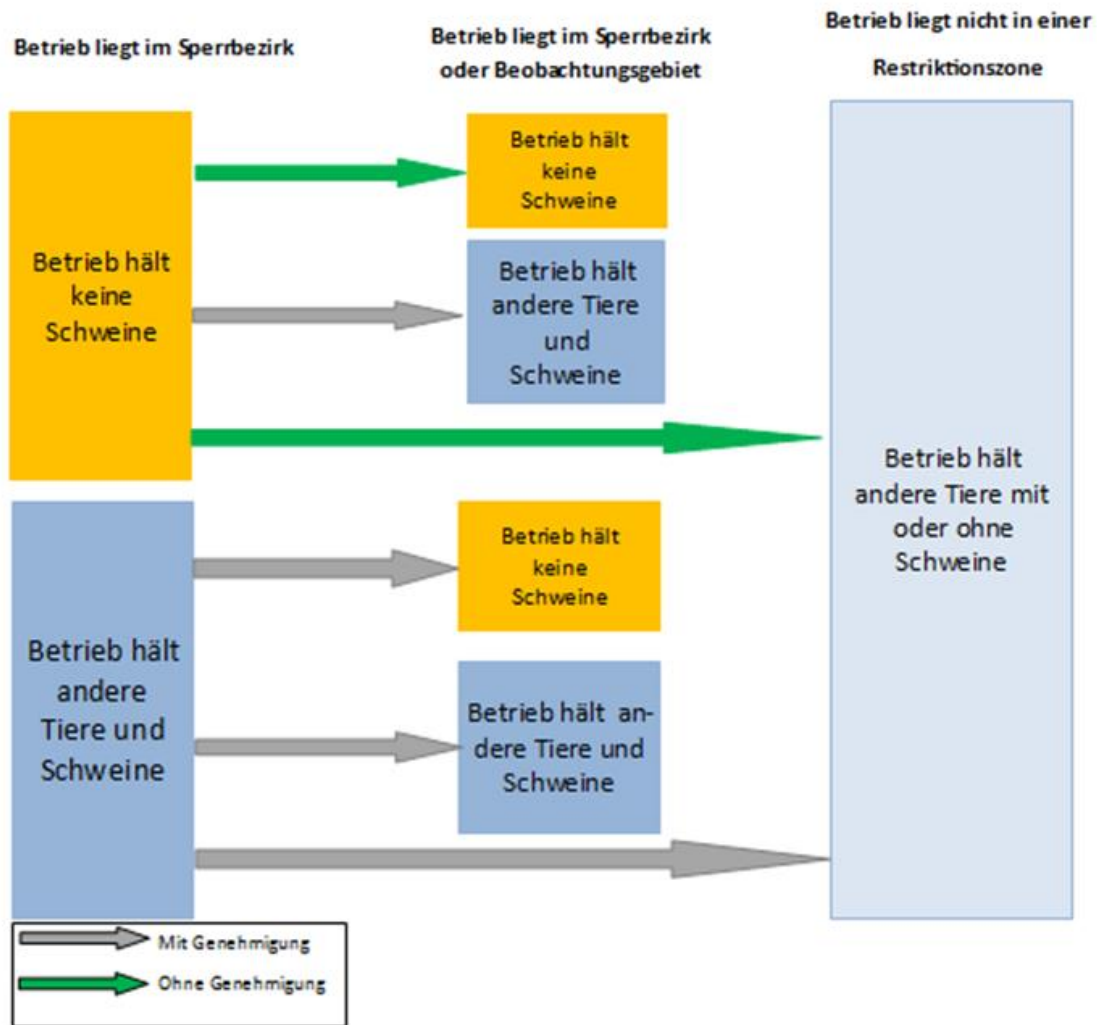 Betrieb liegt im Sperrbezirk
Betrieb liegt im Sperrbezirk
oder Beobachtungsgebiet
Betrieb liegt nicht in einer
Restriktionszone
Betrieb hält
keine
Schweine
Betrieb hält
keine
Schweine
Betrieb hält
andere Tiere
und
Schweine
Betrieb hält
andere
Tiere und
Schweine
Betrieb hält
keine
Schweine
Betrieb hält an-
dere Tiere und
Schweine
Betrieb hält
andere Tiere mit
oder ohne
Schweine
Mit Genehmigung
Ohne Genehmigung